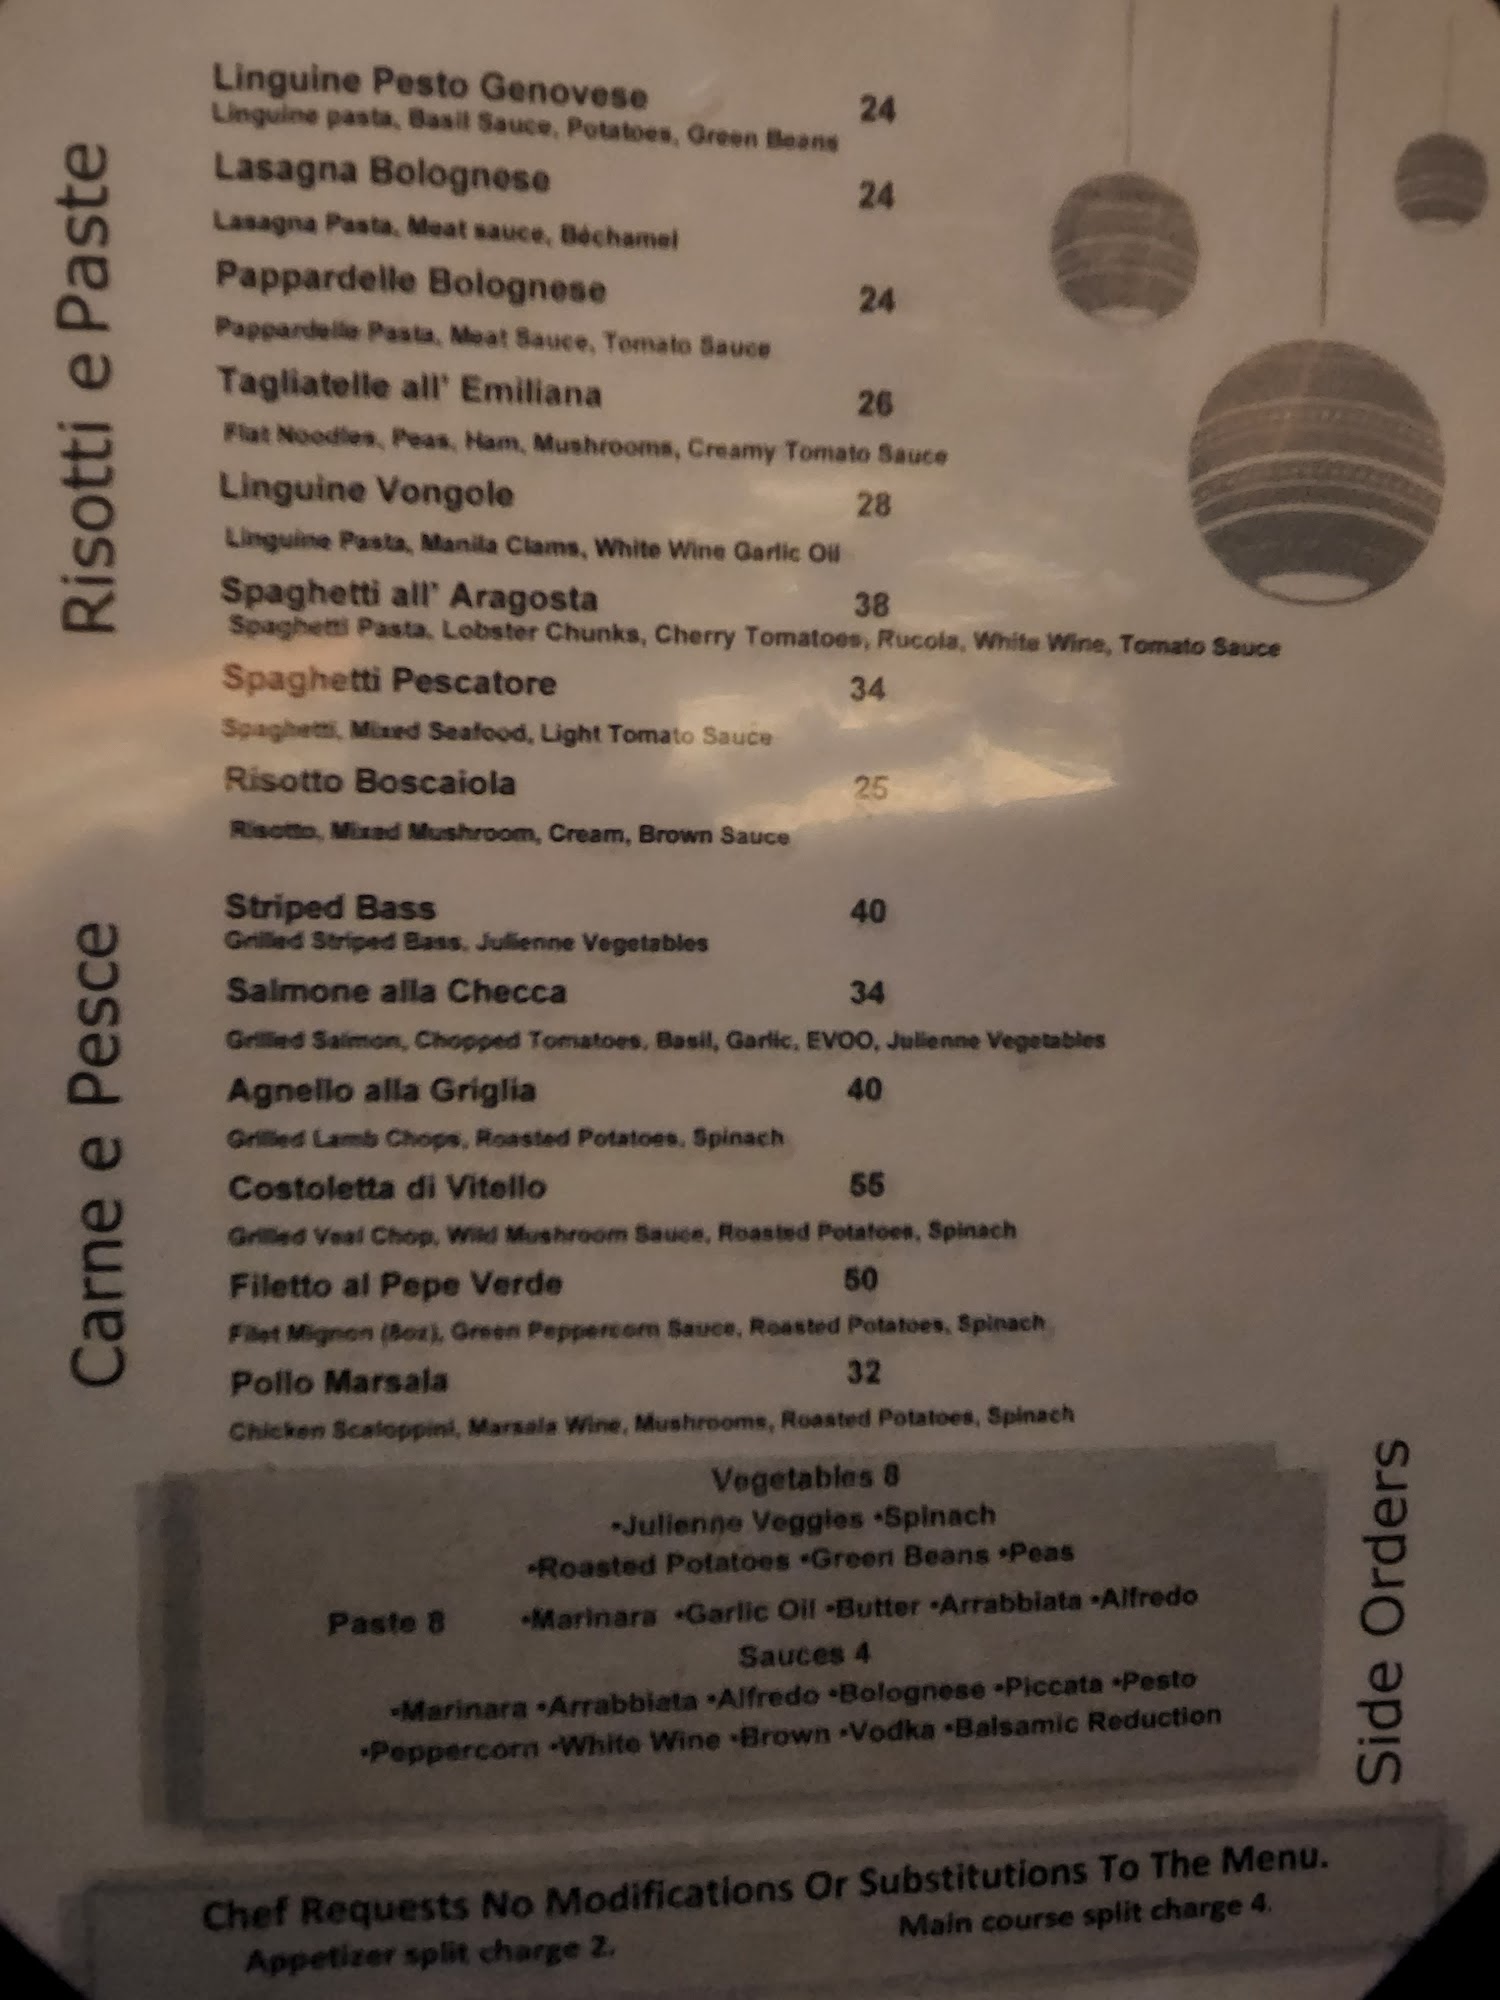 Risotti e Paste
Linguine Pesto Genovese 24
Linguine pasta, Basil Sauce, Potatoes, Green Beans
Lasagna Bolognese 24
Lasagna Pasta, Meat sauce, Béchamel
Pappardelle Bolognese 24
Pappardelle Pasta, Meat Sauce, Tomato Sauce
Tagliatelle all' Emiliana 26
Flat Noodles, Peas, Ham, Mushrooms, Creamy Tomato Sauce
Linguine Vongole 28
Linguine Pasta, Manila Clams, White Wine Garlic Oil
Spaghetti all' Aragosta 38
Spaghetti Pasta, Lobster Chunks, Cherry Tomatoes, Rucola, White Wine, Tomato Sauce
Spaghetti Pescatore 34
Spaghetti, Mixed Seafood, Light Tomato Sauce
Risotto Boscaiola 25
Risotto, Mixed Mushroom, Cream, Brown Sauce
Carne e Pesce
Striped Bass 40
Grilled Striped Bass, Julienne Vegetables
Salmone alla Checca 34
Grilled Salmon, Chopped Tomatoes, Basil, Garlic, EVOO, Julienne Vegetables
Agnello alla Griglia 40
Grilled Lamb Chops, Roasted Potatoes, Spinach
Costoletta di Vitello 55
Grilled Veal Chop, Wild Mushroom Sauce, Roasted Potatoes, Spinach
Filetto al Pepe Verde 50
Filet Mignon (8oz), Green Peppercorn Sauce, Roasted Potatoes, Spinach
Pollo Marsala 32
Chicken Scaloppini, Marsala Wine, Mushrooms, Roasted Potatoes, Spinach
Side Orders
Vegetables 8
•Julienne Veggies •Spinach
•Roasted Potatoes •Green Beans •Peas
Paste 8 •Marinara •Garlic Oil •Butter •Arrabbiata •Alfredo
Sauces 4
•Marinara •Arrabbiata •Alfredo •Bolognese •Piccata •Pesto
•Peppercorn •White Wine •Brown •Vodka •Balsamic Reduction
Chef Requests No Modifications Or Substitutions To The Menu.
Appetizer split charge 2. Main course split charge 4.